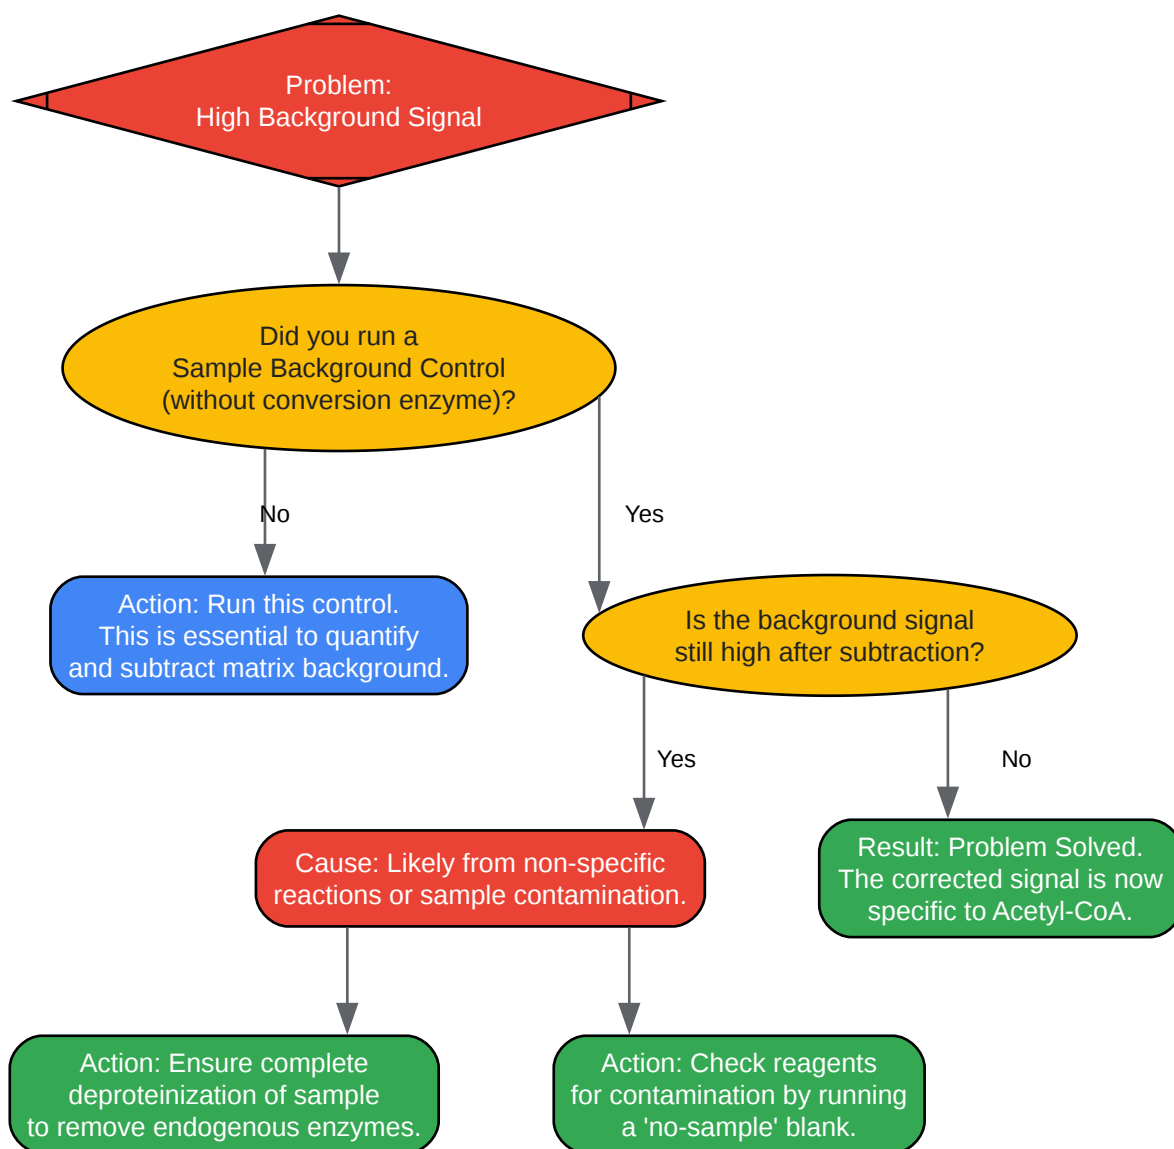 Problem:
High Background Signal
Did you run a
Sample Background Control
(without conversion enzyme)?
No
Yes
Action: Run this control.
This is essential to quantify
and subtract matrix background.
Is the background signal
still high after subtraction?
Yes
No
Cause: Likely from non-specific
reactions or sample contamination.
Result: Problem Solved.
The corrected signal is now
specific to Acetyl-CoA.
Action: Ensure complete
deproteinization of sample
to remove endogenous enzymes.
Action: Check reagents
for contamination by running
a 'no-sample' blank.